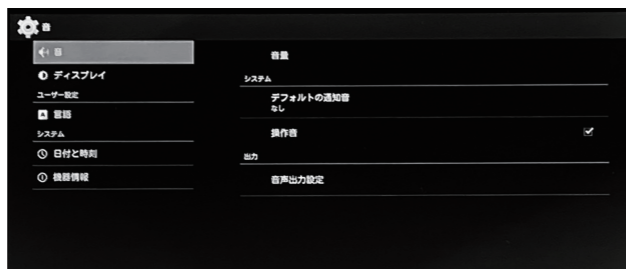 音
音
ディスプレイ
ユーザー設定
言語
システム
日付と時刻
機器情報
音量
システム
デフォルトの通知音
なし
操作音
出力
音声出力設定